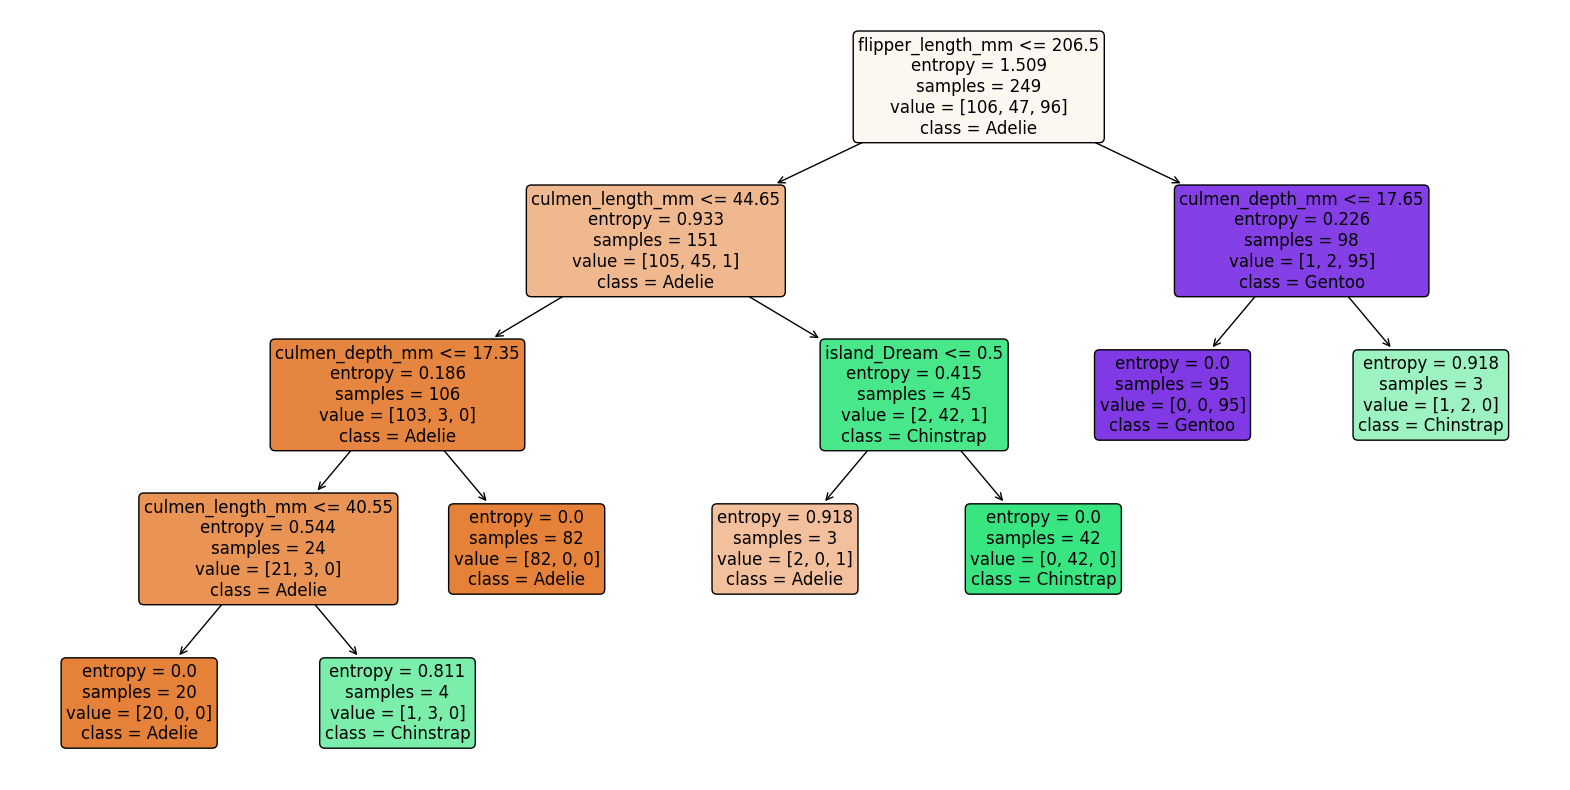 flipper_length_mm <= 206.5
entropy = 1.509
samples = 249
value = [106, 47, 96]
class = Adelie
culmen_length_mm <= 44.65
entropy = 0.933
samples = 151
value = [105, 45, 1]
class = Adelie
culmen_depth_mm <= 17.65
entropy = 0.226
samples = 98
value = [1, 2, 95]
class = Gentoo
culmen_depth_mm <= 17.35
entropy = 0.186
samples = 106
value = [103, 3, 0]
class = Adelie
island_Dream <= 0.5
entropy = 0.415
samples = 45
value = [2, 42, 1]
class = Chinstrap
entropy = 0.0
samples = 95
value = [0, 0, 95]
class = Gentoo
entropy = 0.918
samples = 3
value = [1, 2, 0]
class = Chinstrap
culmen_length_mm <= 40.55
entropy = 0.544
samples = 24
value = [21, 3, 0]
class = Adelie
entropy = 0.0
samples = 82
value = [82, 0, 0]
class = Adelie
entropy = 0.918
samples = 3
value = [2, 0, 1]
class = Adelie
entropy = 0.0
samples = 42
value = [0, 42, 0]
class = Chinstrap
entropy = 0.0
samples = 20
value = [20, 0, 0]
class = Adelie
entropy = 0.811
samples = 4
value = [1, 3, 0]
class = Chinstrap